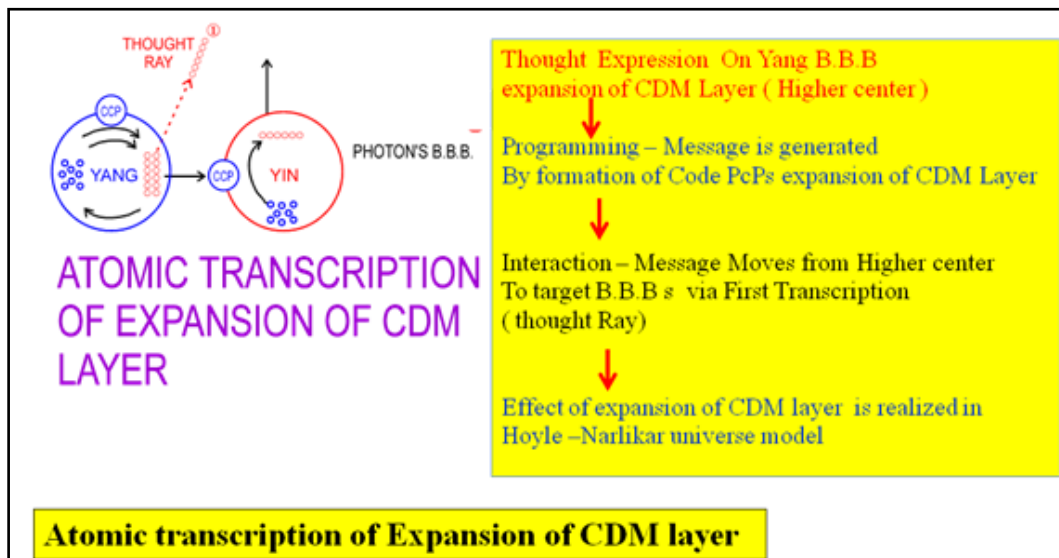 THOUGHT
RAY
①
CCP
YANG
CCP
YIN
PHOTON'S B.B.B.
ATOMIC TRANSCRIPTION
OF EXPANSION OF CDM
LAYER
Thought Expression On Yang B.B.B
expansion of CDM Layer ( Higher center )
Programming – Message is generated
By formation of Code PcPs expansion of CDM Layer
Interaction – Message Moves from Higher center
To target B.B.B s via First Transcription
( thought Ray)
Effect of expansion of CDM layer is realized in
Hoyle –Narlikar universe model
Atomic transcription of Expansion of CDM layer